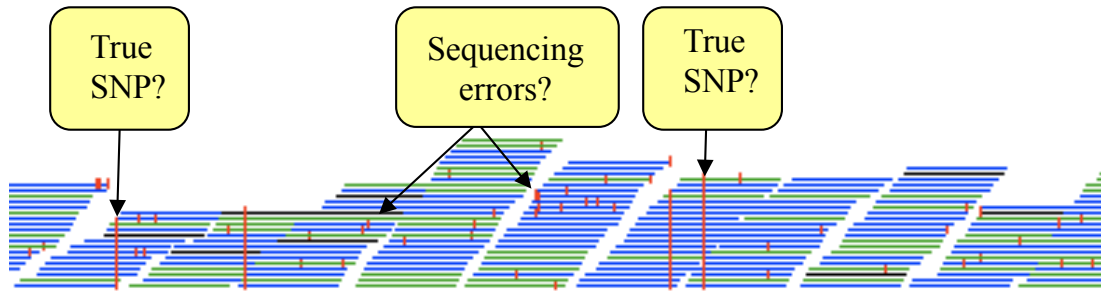 True
SNP?
Sequencing
errors?
True
SNP?